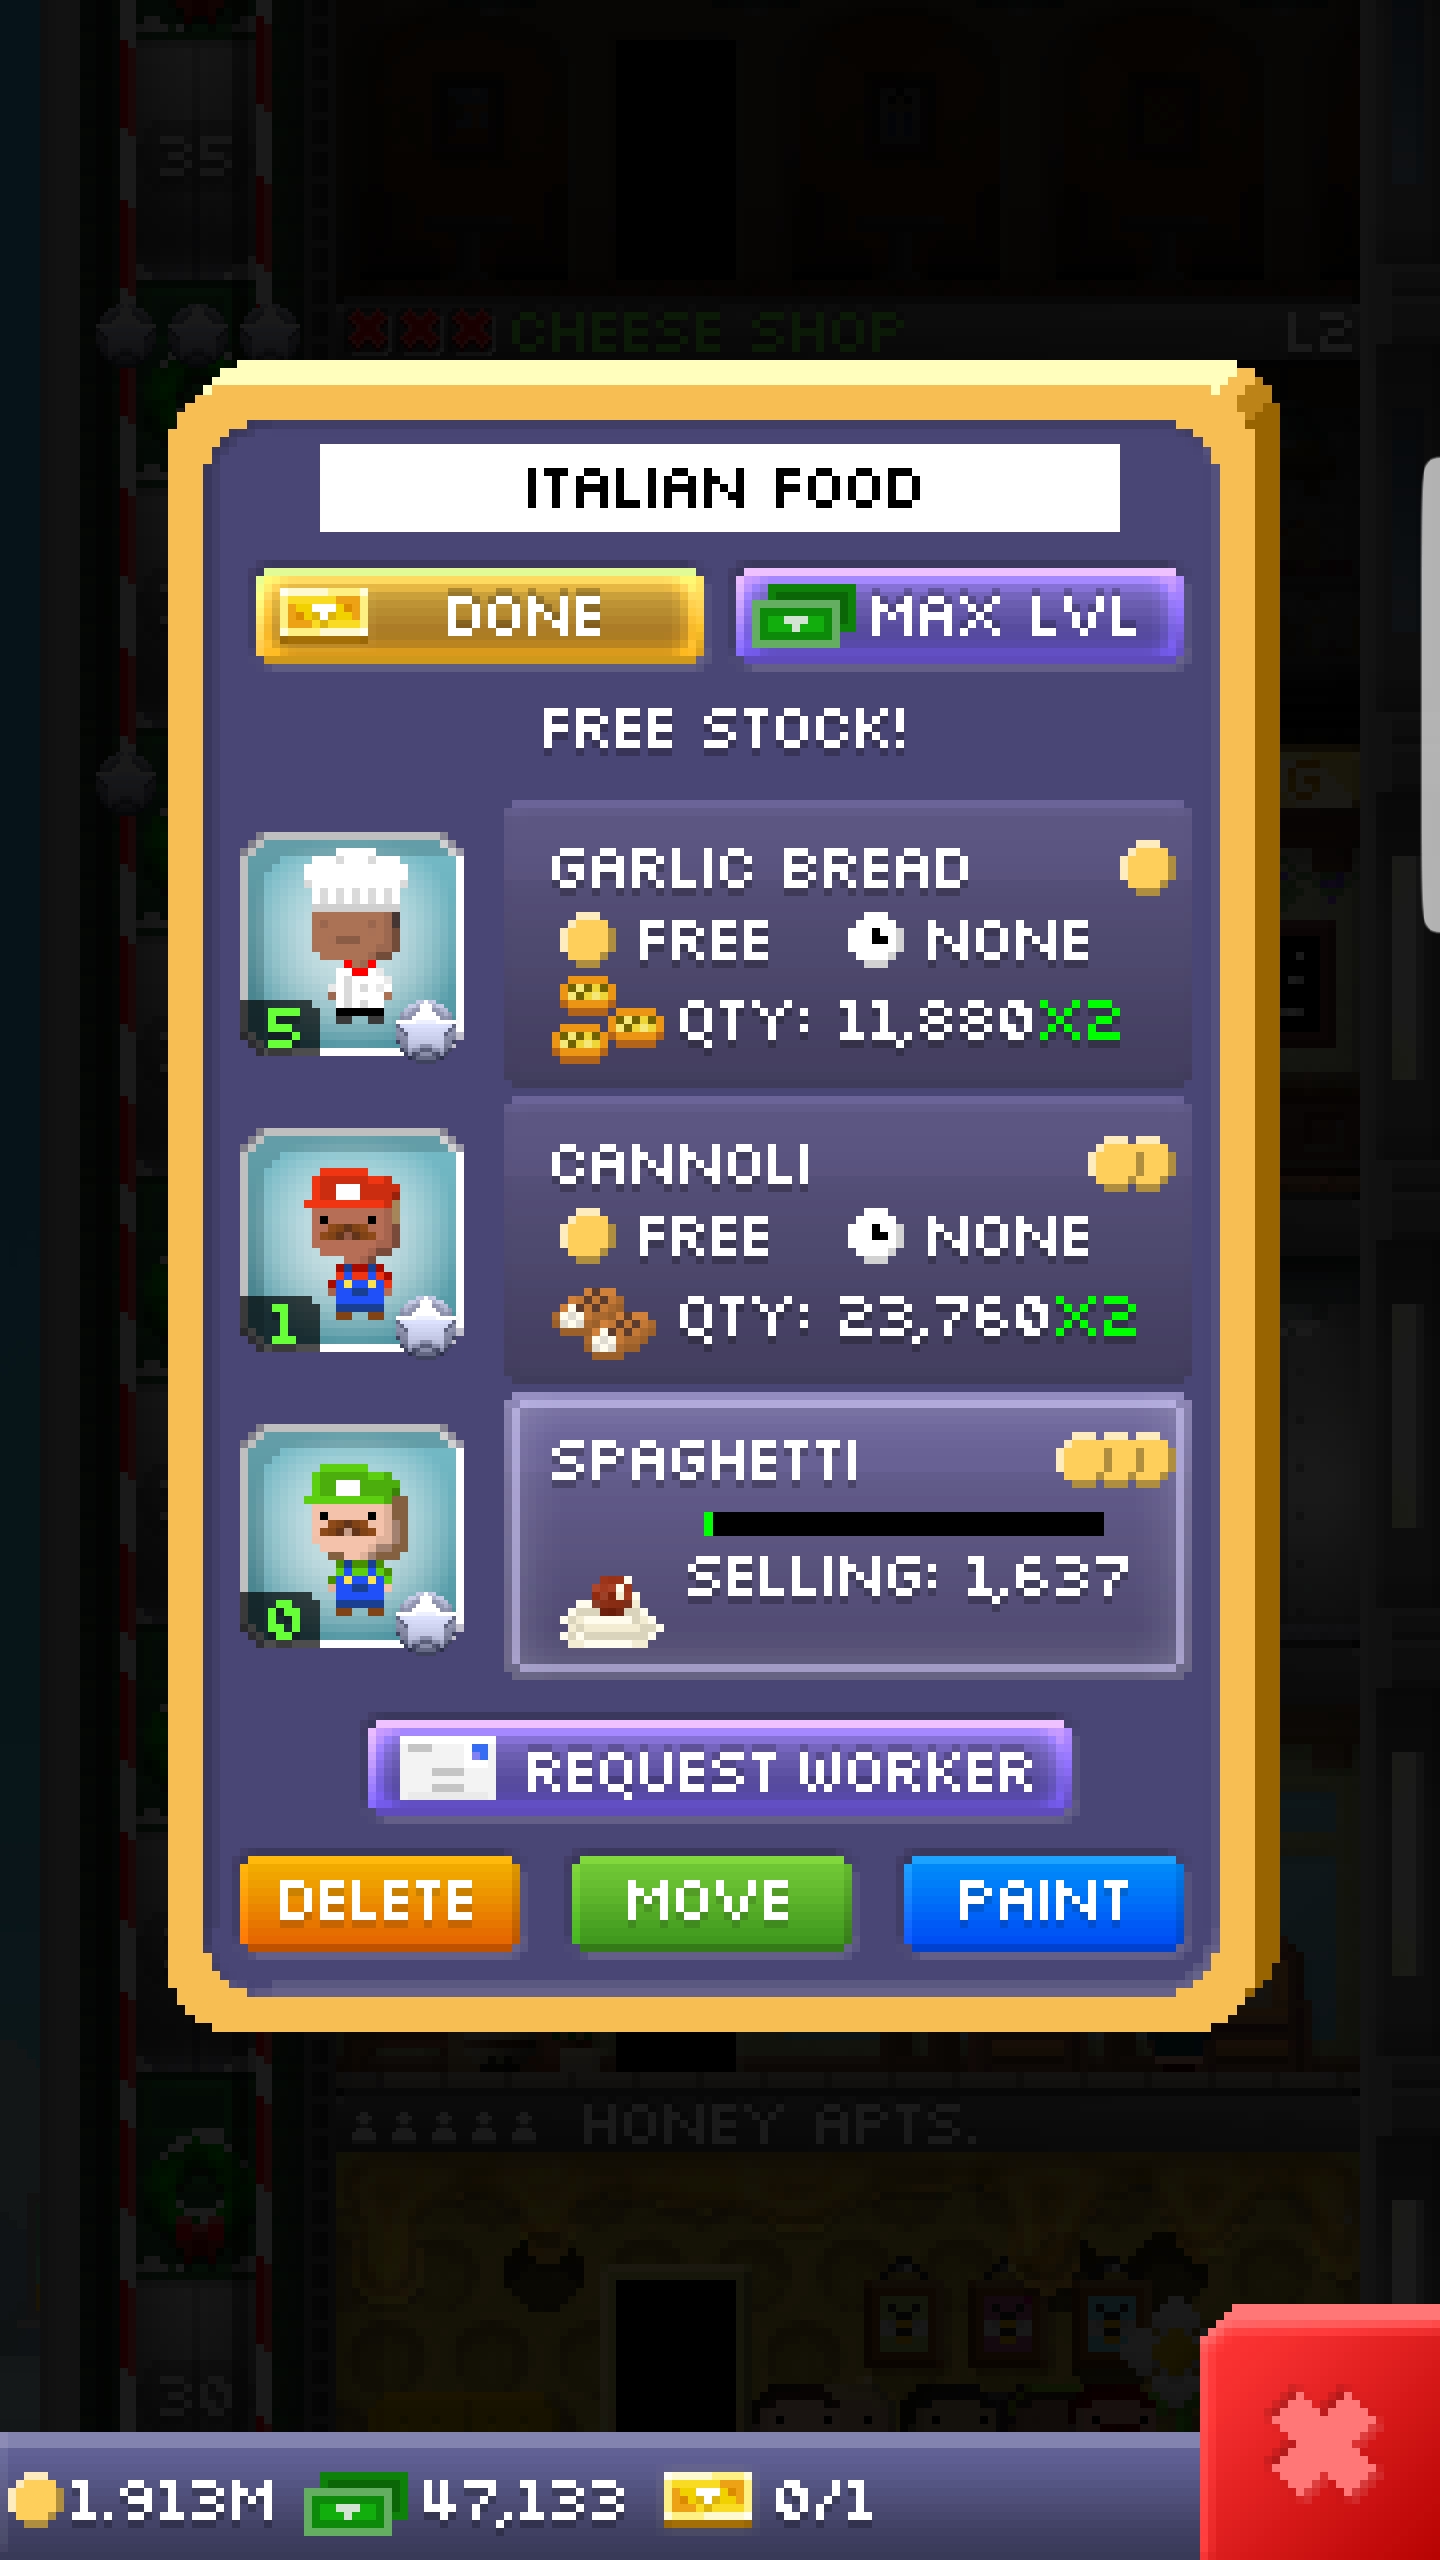 35
CHEESE SHOP L2
ITALIAN FOOD
DONE MAX LVL
FREE STOCK!
GARLIC BREAD
FREE NONE
5 QTY: 11,880X2
CANNOLI
FREE NONE
1 QTY: 23,760X2
SPAGHETTI
SELLING: 1,637
0
REQUEST WORKER
DELETE MOVE PAINT
HONEY APTS.
30
1.913M 47,133 0/1